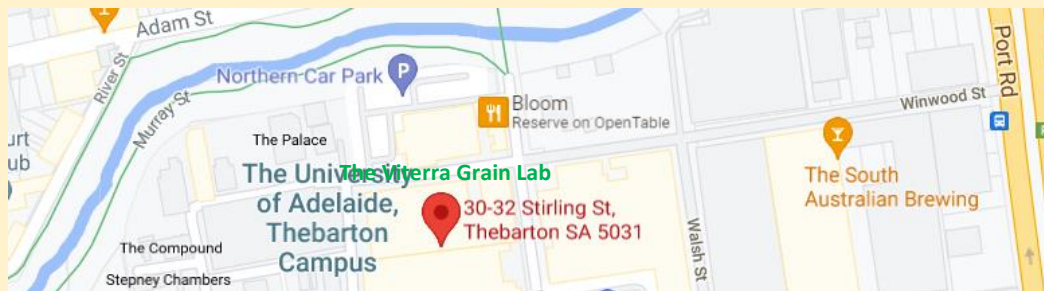 Adam St
River St
Murray St
Northern Car Park
P
Bloom
Reserve on OpenTable
Winwood St
Port Rd
The Palace
The University
of Adelaide,
Thebarton
Campus
The Viterra Grain Lab
30-32 Stirling St,
Thebarton SA 5031
The South
Australian Brewing
Walsh St
The Compound
Stepney Chambers
urt
ub